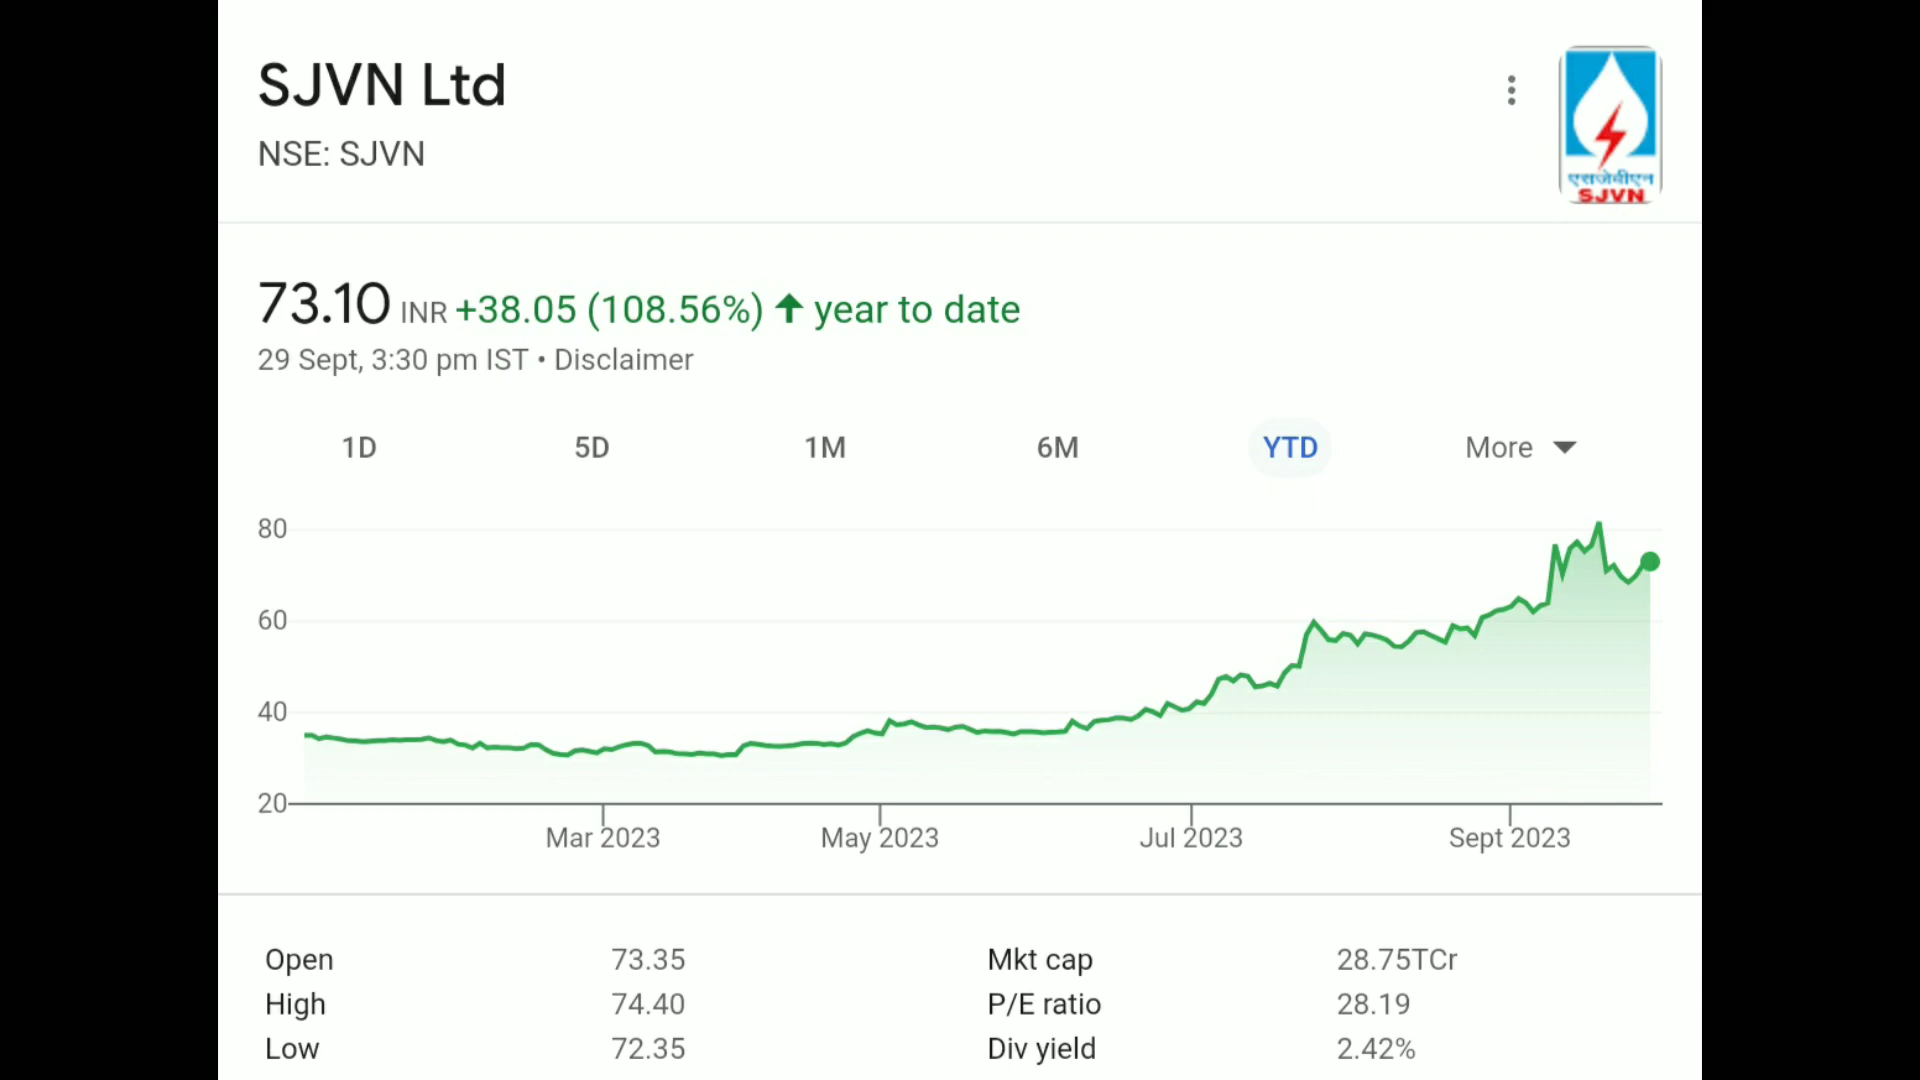 SJVN Ltd
NSE: SJVN
एसजेवीएन
SJVN
73.10 INR +38.05 (108.56%) ↑ year to date
29 Sept, 3:30 pm IST • Disclaimer
1D 5D 1M 6M YTD More
80
60
40
20
Mar 2023 May 2023 Jul 2023 Sept 2023
Open 73.35 Mkt cap 28.75TCr
High 74.40 P/E ratio 28.19
Low 72.35 Div yield 2.42%